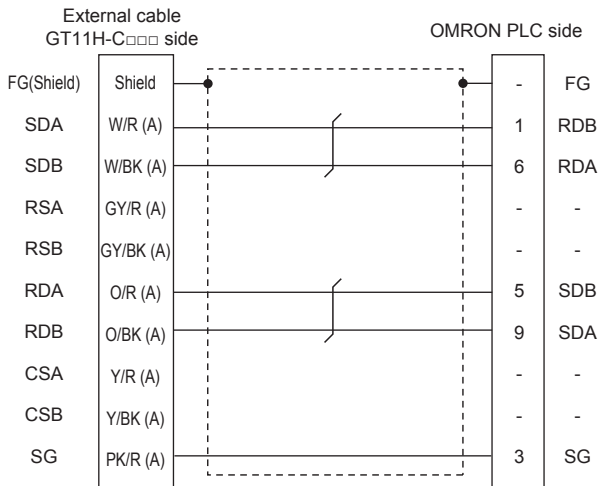 External cable
GT11H-C□□□ side
OMRON PLC side
FG(Shield) Shield - FG
SDA W/R (A) 1 RDB
SDB W/BK (A) 6 RDA
RSA GY/R (A) - -
RSB GY/BK (A) - -
RDA O/R (A) 5 SDB
RDB O/BK (A) 9 SDA
CSA Y/R (A) - -
CSB Y/BK (A) - -
SG PK/R (A) 3 SG